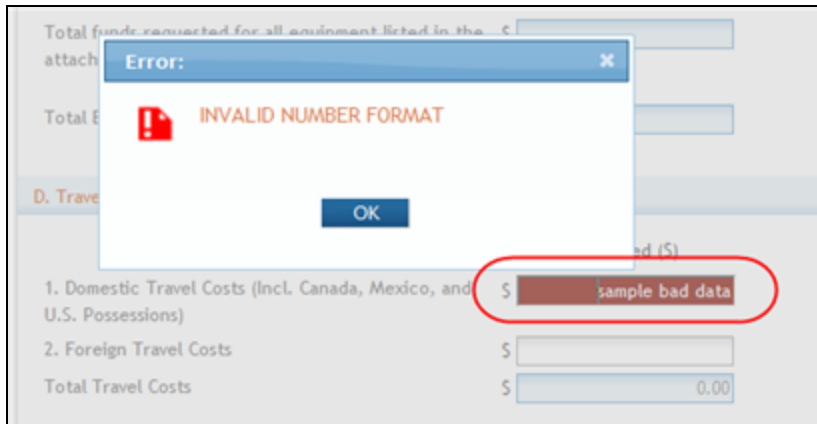 Total funds requested for all equipment listed in the $
attach
Error:
Total E
INVALID NUMBER FORMAT
OK
D. Trave
ed ($)
1. Domestic Travel Costs (Incl. Canada, Mexico, and $ sample bad data
U.S. Possessions)
2. Foreign Travel Costs $
Total Travel Costs $ 0.00